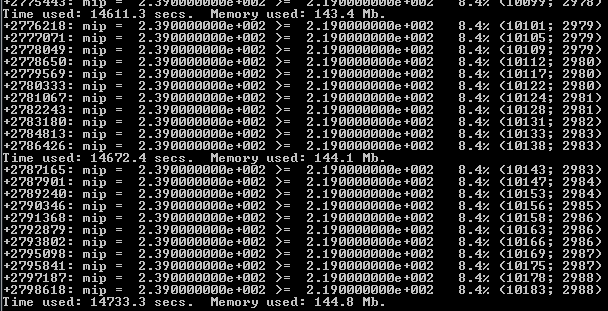 +2775443: mip =   2.390000000e+002 >=   2.190000000e+002   8.4% (10099; 2978)
Time used: 14611.3 secs.  Memory used: 143.4 Mb.
+2776218: mip =   2.390000000e+002 >=   2.190000000e+002   8.4% (10101; 2979)
+2777071: mip =   2.390000000e+002 >=   2.190000000e+002   8.4% (10105; 2979)
+2778049: mip =   2.390000000e+002 >=   2.190000000e+002   8.4% (10109; 2979)
+2778650: mip =   2.390000000e+002 >=   2.190000000e+002   8.4% (10112; 2980)
+2779569: mip =   2.390000000e+002 >=   2.190000000e+002   8.4% (10117; 2980)
+2780333: mip =   2.390000000e+002 >=   2.190000000e+002   8.4% (10122; 2980)
+2781067: mip =   2.390000000e+002 >=   2.190000000e+002   8.4% (10124; 2981)
+2782243: mip =   2.390000000e+002 >=   2.190000000e+002   8.4% (10128; 2981)
+2783180: mip =   2.390000000e+002 >=   2.190000000e+002   8.4% (10131; 2982)
+2784813: mip =   2.390000000e+002 >=   2.190000000e+002   8.4% (10133; 2983)
+2786426: mip =   2.390000000e+002 >=   2.190000000e+002   8.4% (10138; 2983)
Time used: 14672.4 secs.  Memory used: 144.1 Mb.
+2787165: mip =   2.390000000e+002 >=   2.190000000e+002   8.4% (10143; 2983)
+2787901: mip =   2.390000000e+002 >=   2.190000000e+002   8.4% (10147; 2984)
+2789240: mip =   2.390000000e+002 >=   2.190000000e+002   8.4% (10153; 2984)
+2790346: mip =   2.390000000e+002 >=   2.190000000e+002   8.4% (10156; 2985)
+2791368: mip =   2.390000000e+002 >=   2.190000000e+002   8.4% (10158; 2986)
+2792879: mip =   2.390000000e+002 >=   2.190000000e+002   8.4% (10163; 2986)
+2793802: mip =   2.390000000e+002 >=   2.190000000e+002   8.4% (10166; 2986)
+2795098: mip =   2.390000000e+002 >=   2.190000000e+002   8.4% (10169; 2987)
+2795841: mip =   2.390000000e+002 >=   2.190000000e+002   8.4% (10175; 2987)
+2797187: mip =   2.390000000e+002 >=   2.190000000e+002   8.4% (10178; 2988)
+2798618: mip =   2.390000000e+002 >=   2.190000000e+002   8.4% (10183; 2988)
Time used: 14733.3 secs.  Memory used: 144.8 Mb.